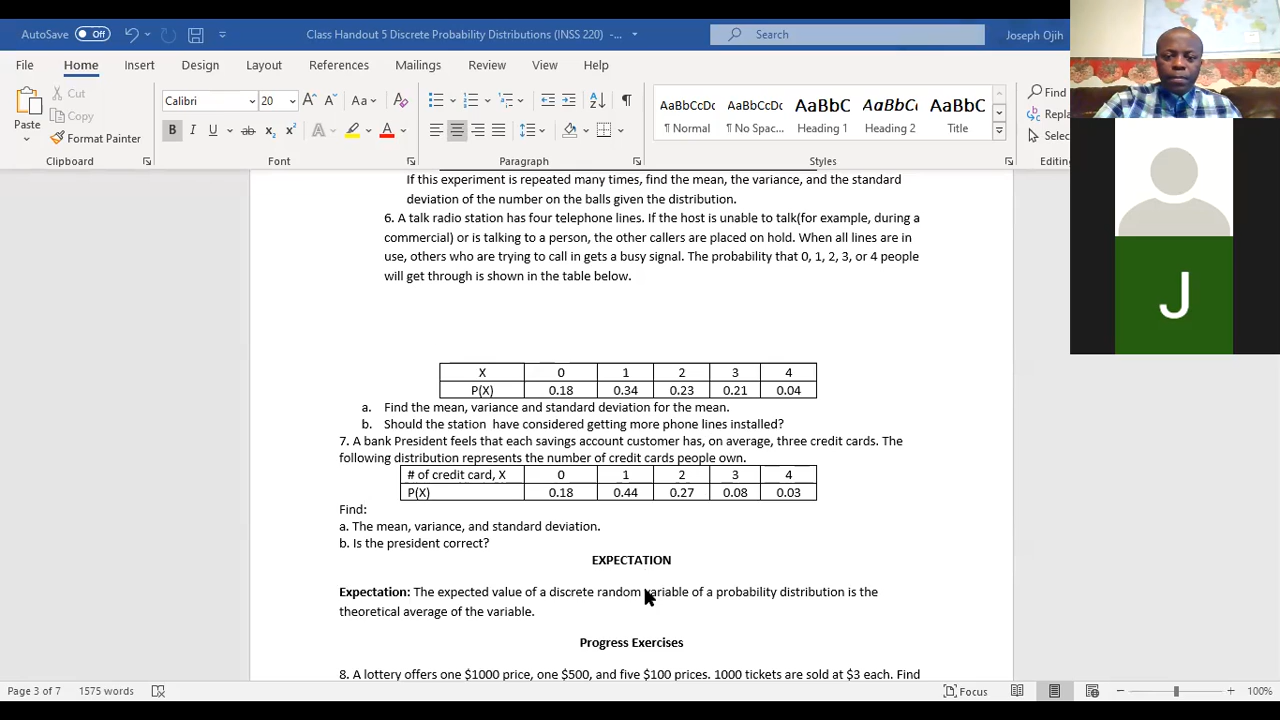 AutoSave Off Class Handout 5 Discrete Probability Distributions (INSS 220) -... Search Joseph Ojih
File Home Insert Design Layout References Mailings Review View Help
Paste Cut Copy Format Painter
Calibri 20 A A Aa
B I U ab x₂ x² A A
AaBbCcDc AaBbCcDc AaBbC AaBbCc AaBbC
¶ Normal ¶ No Spac... Heading 1 Heading 2 Title
Find
Repla
Selec
Clipboard Font Paragraph Styles Editing
If this experiment is repeated many times, find the mean, the variance, and the standard
deviation of the number on the balls given the distribution.
6. A talk radio station has four telephone lines. If the host is unable to talk(for example, during a
commercial) or is talking to a person, the other callers are placed on hold. When all lines are in
use, others who are trying to call in gets a busy signal. The probability that 0, 1, 2, 3, or 4 people
will get through is shown in the table below.
X 0 1 2 3 4
P(X) 0.18 0.34 0.23 0.21 0.04
a. Find the mean, variance and standard deviation for the mean.
b. Should the station have considered getting more phone lines installed?
7. A bank President feels that each savings account customer has, on average, three credit cards. The
following distribution represents the number of credit cards people own.
# of credit card, X 0 1 2 3 4
P(X) 0.18 0.44 0.27 0.08 0.03
Find:
a. The mean, variance, and standard deviation.
b. Is the president correct?
EXPECTATION
Expectation: The expected value of a discrete random variable of a probability distribution is the
theoretical average of the variable.
Progress Exercises
8. A lottery offers one $1000 price, one $500, and five $100 prices. 1000 tickets are sold at $3 each. Find
Page 3 of 7 1575 words Focus 100%
J